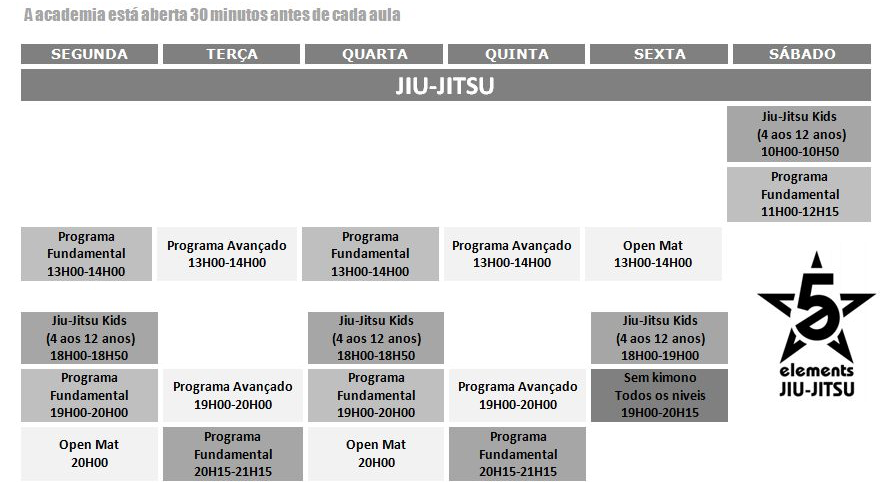 A academia está aberta 30 minutos antes de cada aula
SEGUNDA TERÇA QUARTA QUINTA SEXTA SÁBADO
JIU-JITSU
Jiu-Jitsu Kids
(4 aos 12 anos)
10H00-10H50
Programa
Fundamental
11H00-12H15
Programa
Fundamental
13H00-14H00
Programa Avançado
13H00-14H00
Programa
Fundamental
13H00-14H00
Programa Avançado
13H00-14H00
Open Mat
13H00-14H00
5
elements
JIU-JITSU
Jiu-Jitsu Kids
(4 aos 12 anos)
18H00-18H50
Jiu-Jitsu Kids
(4 aos 12 anos)
18H00-18H50
Jiu-Jitsu Kids
(4 aos 12 anos)
18H00-19H00
Programa
Fundamental
19H00-20H00
Programa Avançado
19H00-20H00
Programa
Fundamental
19H00-20H00
Programa Avançado
19H00-20H00
Sem kimono
Todos os niveis
19H00-20H15
Open Mat
20H00
Programa
Fundamental
20H15-21H15
Open Mat
20H00
Programa
Fundamental
20H15-21H15